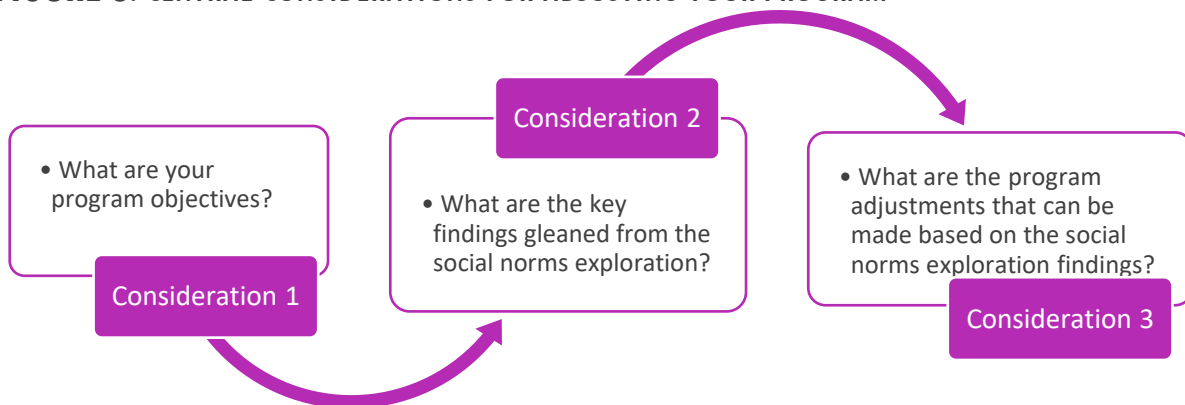 • What are your
program objectives?
Consideration 1
Consideration 2
• What are the key
findings gleaned from the
social norms exploration?
• What are the program
adjustments that can be
made based on the social
norms exploration findings?
Consideration 3